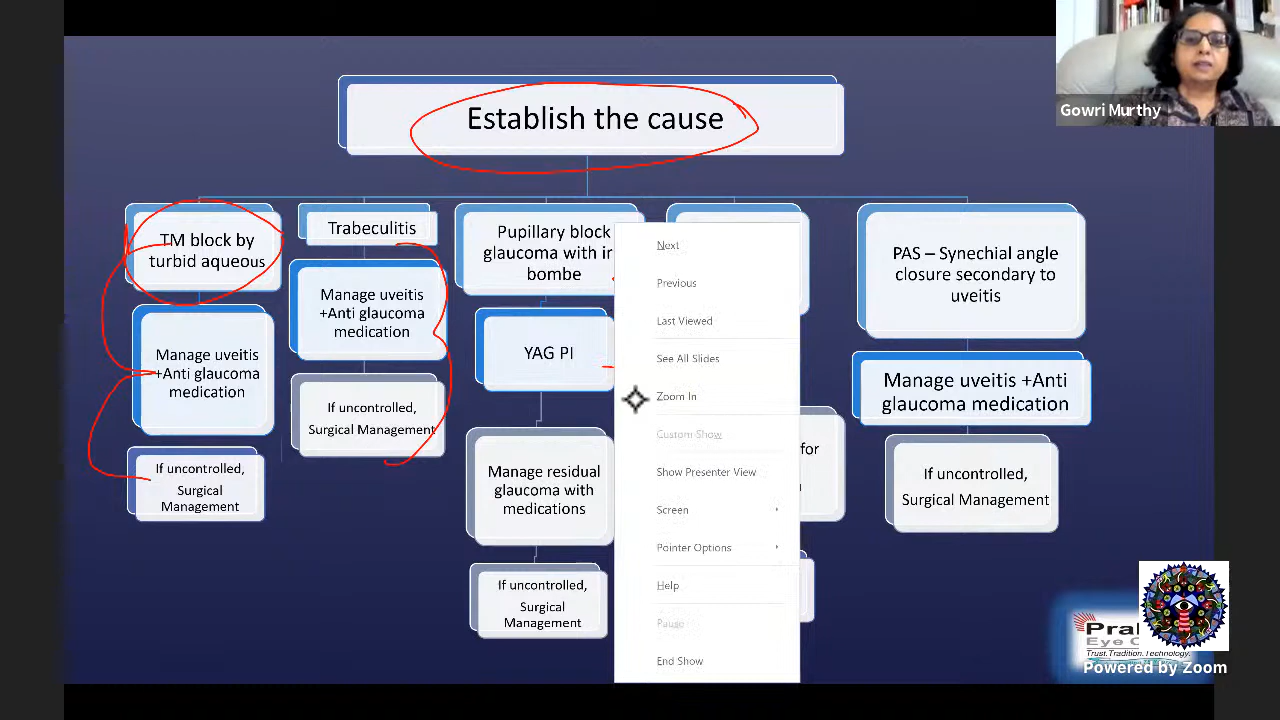 Establish the cause
Gowri Murthy
TM block by
turbid aqueous
Manage uveitis
+Anti glaucoma
medication
If uncontrolled,
Surgical
Management
Trabeculitis
Manage uveitis
+Anti glaucoma
medication
If uncontrolled,
Surgical Management
Pupillary block
glaucoma with
bombe
YAG PI
Manage residual
glaucoma with
medications
If uncontrolled,
Surgical
Management
Next
Previous
Last Viewed
See All Slides
Zoom In
Custom Show
Show Presenter View
Screen
Pointer Options
Help
Pause
End Show
for
PAS – Synechial angle
closure secondary to
uveitis
Manage uveitis +Anti
glaucoma medication
If uncontrolled,
Surgical Management
Eye
Trust.Tradition.Technology.
Powered by Zoom